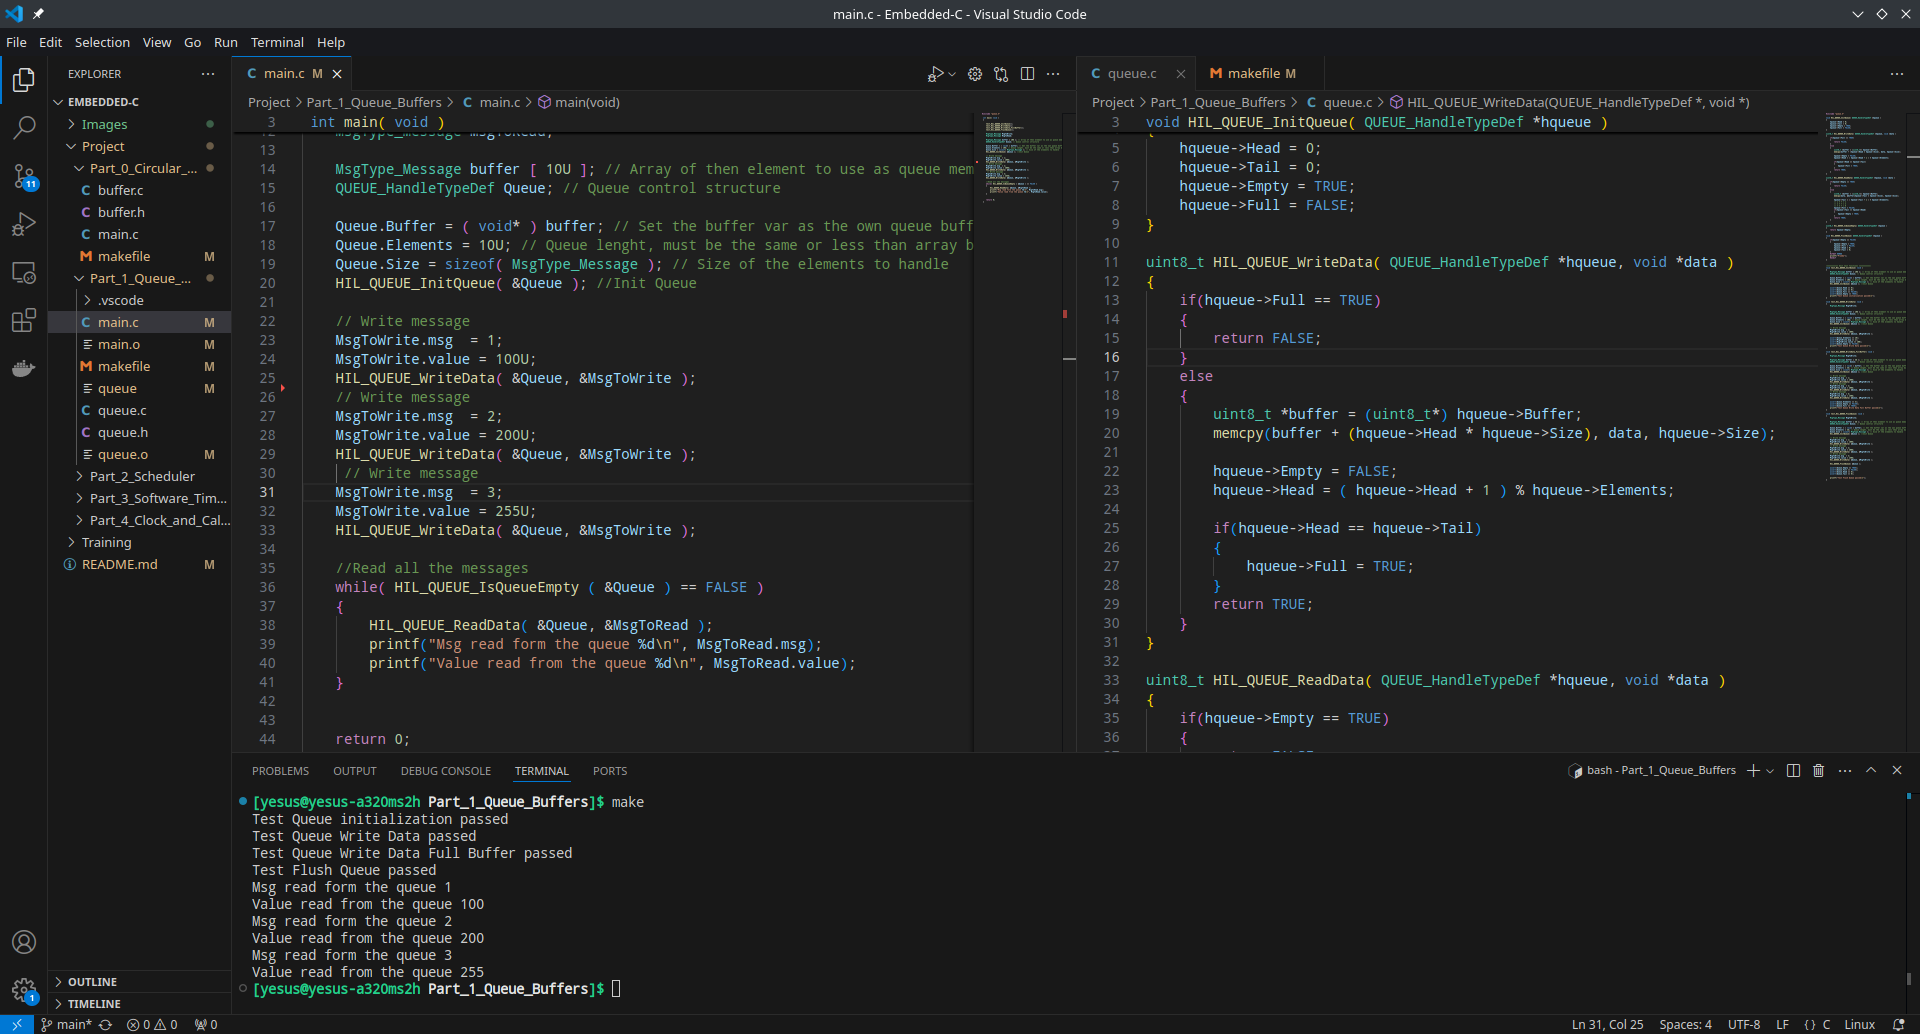 main.c - Embedded-C - Visual Studio Code
File Edit Selection View Go Run Terminal Help
EXPLORER
EMBEDDED-C
Images
Project
Part_0_Circular_...
buffer.c
buffer.h
main.c
makefile M
Part_1_Queue_...
.vscode
main.c M
main.o M
makefile M
queue M
queue.c
queue.h
queue.o M
Part_2_Scheduler
Part_3_Software_Tim...
Part_4_Clock_and_Cal...
Training
README.md M
OUTLINE
TIMELINE
11
1
main.c M
Project > Part_1_Queue_Buffers > C main.c > main(void)
3 int main( void )
13
14 MsgType_Message buffer [ 10U ]; // Array of then element to use as queue mem
15 QUEUE_HandleTypeDef Queue; // Queue control structure
16
17 Queue.Buffer = ( void* ) buffer; // Set the buffer var as the own queue buff
18 Queue.Elements = 10U; // Queue lenght, must be the same or less than array b
19 Queue.Size = sizeof( MsgType_Message ); // Size of the elements to handle
20 HIL_QUEUE_InitQueue( &Queue ); //Init Queue
21
22 // Write message
23 MsgToWrite.msg  = 1;
24 MsgToWrite.value = 100U;
25 HIL_QUEUE_WriteData( &Queue, &MsgToWrite );
26 // Write message
27 MsgToWrite.msg  = 2;
28 MsgToWrite.value = 200U;
29 HIL_QUEUE_WriteData( &Queue, &MsgToWrite );
30 // Write message
31 MsgToWrite.msg  = 3;
32 MsgToWrite.value = 255U;
33 HIL_QUEUE_WriteData( &Queue, &MsgToWrite );
34
35 //Read all the messages
36 while( HIL_QUEUE_IsQueueEmpty ( &Queue ) == FALSE )
37 {
38 HIL_QUEUE_ReadData( &Queue, &MsgToRead );
39 printf("Msg read form the queue %d\n", MsgToRead.msg);
40 printf("Value read from the queue %d\n", MsgToRead.value);
41 }
42
43
44 return 0;
queue.c
makefile M
Project > Part_1_Queue_Buffers > C queue.c > HIL_QUEUE_WriteData(QUEUE_HandleTypeDef *, void *)
3 void HIL_QUEUE_InitQueue( QUEUE_HandleTypeDef *hqueue )
5 hqueue->Head = 0;
6 hqueue->Tail = 0;
7 hqueue->Empty = TRUE;
8 hqueue->Full = FALSE;
9 }
10
11 uint8_t HIL_QUEUE_WriteData( QUEUE_HandleTypeDef *hqueue, void *data )
12 {
13 if(hqueue->Full == TRUE)
14 {
15 return FALSE;
16 }
17 else
18 {
19 uint8_t *buffer = (uint8_t*) hqueue->Buffer;
20 memcpy(buffer + (hqueue->Head * hqueue->Size), data, hqueue->Size);
21
22 hqueue->Empty = FALSE;
23 hqueue->Head = ( hqueue->Head + 1 ) % hqueue->Elements;
24
25 if(hqueue->Head == hqueue->Tail)
26 {
27 hqueue->Full = TRUE;
28 }
29 return TRUE;
30 }
31 }
32
33 uint8_t HIL_QUEUE_ReadData( QUEUE_HandleTypeDef *hqueue, void *data )
34 {
35 if(hqueue->Empty == TRUE)
36 {
PROBLEMS OUTPUT DEBUG CONSOLE TERMINAL PORTS
bash - Part_1_Queue_Buffers
[yesus@yesus-a320ms2h Part_1_Queue_Buffers]$ make
Test Queue initialization passed
Test Queue Write Data passed
Test Queue Write Data Full Buffer passed
Test Flush Queue passed
Msg read form the queue 1
Value read from the queue 100
Msg read form the queue 2
Value read from the queue 200
Msg read form the queue 3
Value read from the queue 255
[yesus@yesus-a320ms2h Part_1_Queue_Buffers]$
main* 0 0 0
Ln 31, Col 25 Spaces: 4 UTF-8 LF { } C Linux